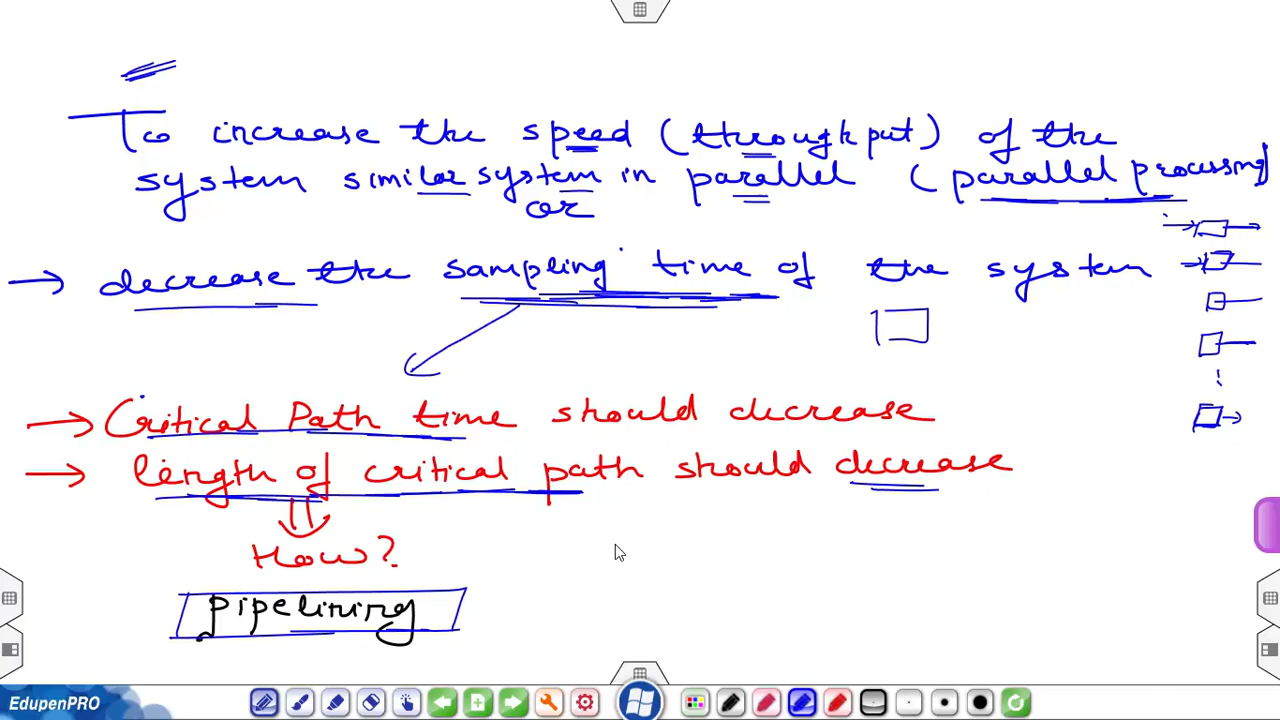 To increase the speed (throughput) of the
system similar system in parallel (parallel processing)
or
→ decrease the sampling time of the system
→ Critical Path time should decrease
→ length of critical path should decrease
How?
pipelining
EdupenPRO